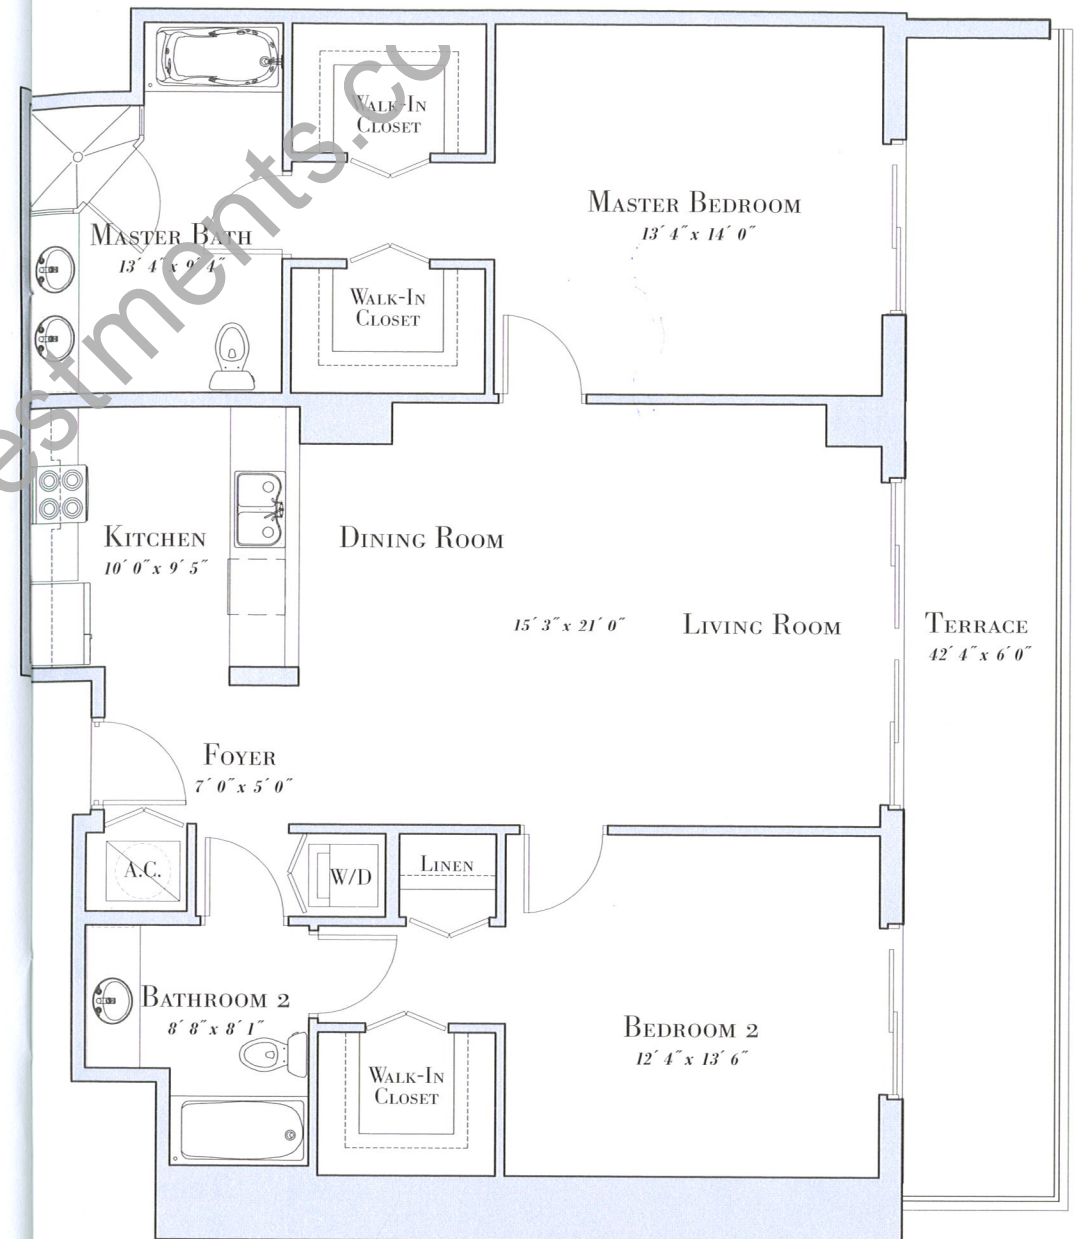 Walk-In
Closet
Master Bedroom
13' 4" x 14' 0"
Master Bath
13' 4" x 9' 4"
Walk-In
Closet
estments.co
Kitchen
10' 0" x 9' 5"
Dining Room
15' 3" x 21' 0"
Living Room
Terrace
42' 4" x 6' 0"
Foyer
7' 0" x 5' 0"
A.C.
W/D
Linen
Bathroom 2
8' 8" x 8' 1"
Bedroom 2
12' 4" x 13' 6"
Walk-In
Closet